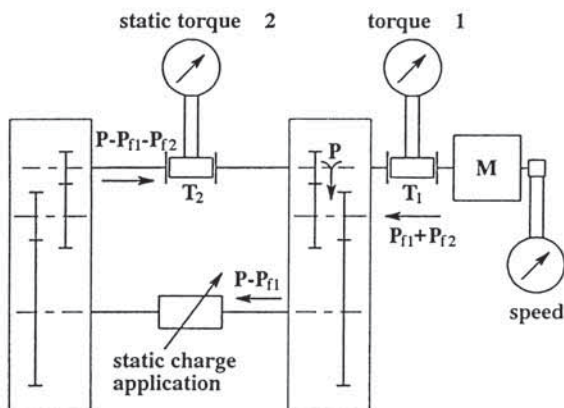 static torque 2
torque 1
P-Pf1-Pf2
P
T2
T1
M
Pf1+Pf2
P-Pf1
speed
static charge
application